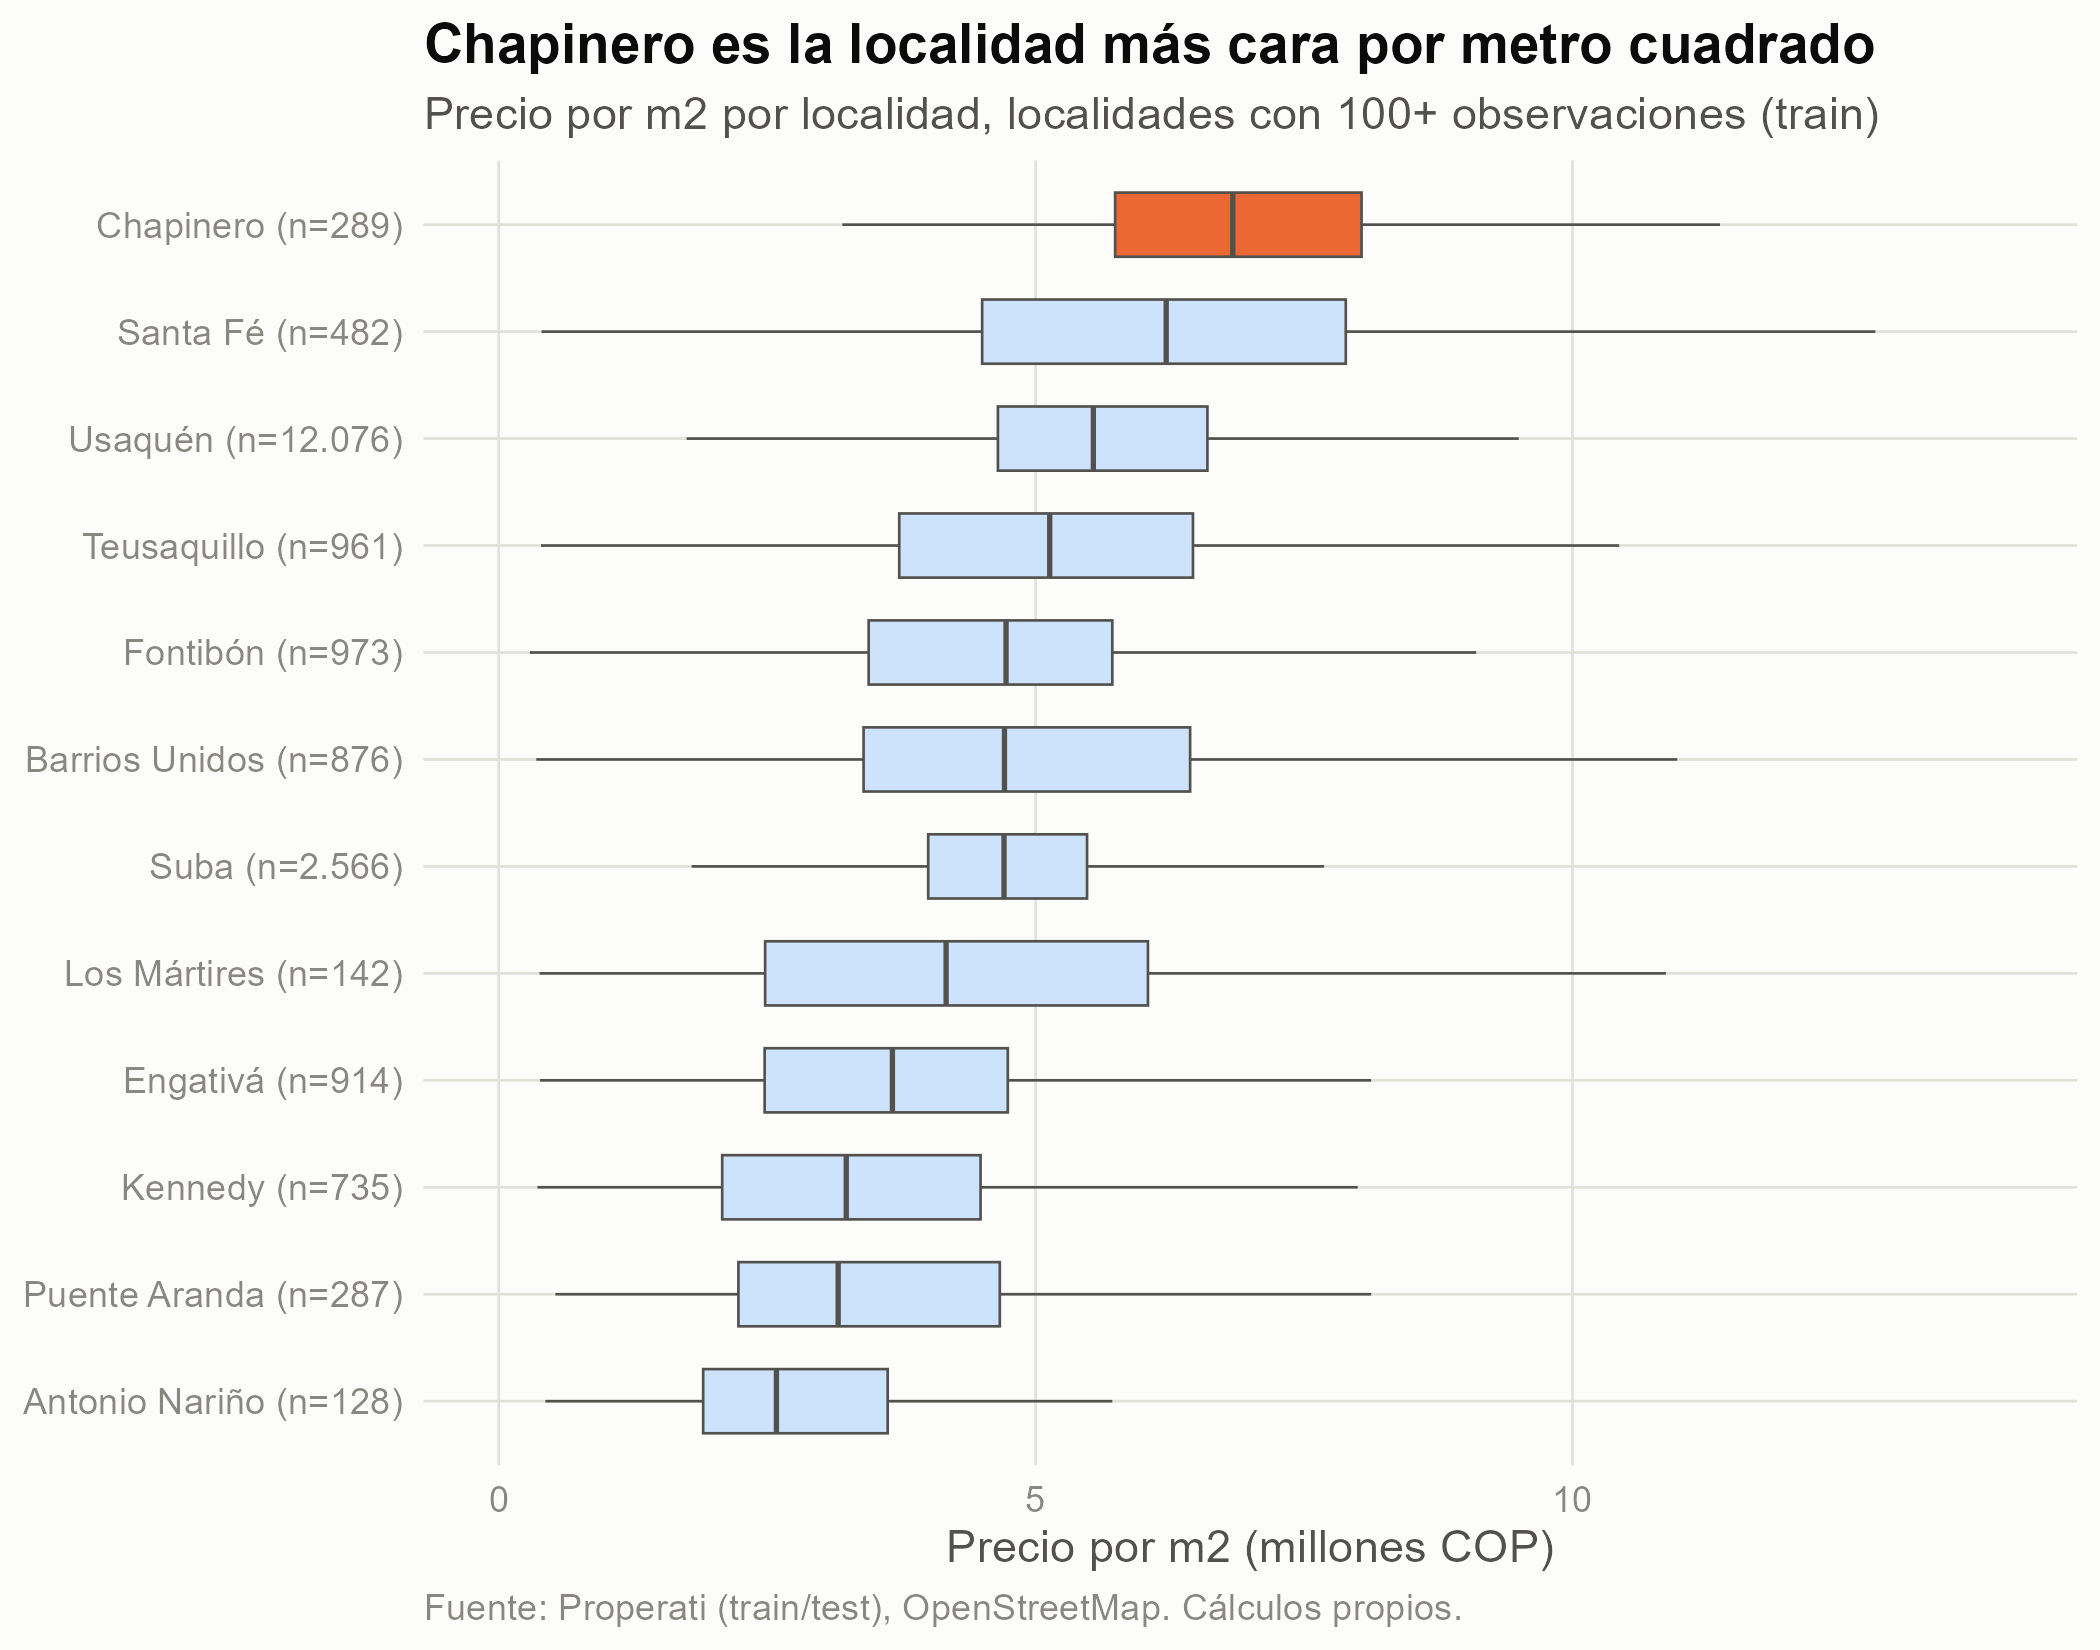 Chapinero es la localidad más cara por metro cuadrado
Precio por m2 por localidad, localidades con 100+ observaciones (train)
Chapinero (n=289)
Santa Fé (n=482)
Usaquén (n=12.076)
Teusaquillo (n=961)
Fontibón (n=973)
Barrios Unidos (n=876)
Suba (n=2.566)
Los Mártires (n=142)
Engativá (n=914)
Kennedy (n=735)
Puente Aranda (n=287)
Antonio Nariño (n=128)
0 5 10
Precio por m2 (millones COP)
Fuente: Properati (train/test), OpenStreetMap. Cálculos propios.